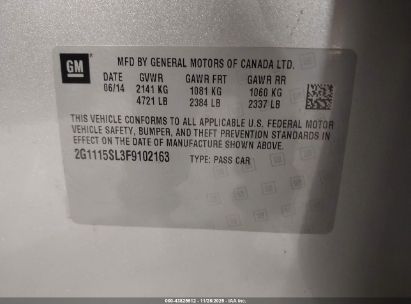 GM
MFD BY GENERAL MOTORS OF CANADA LTD.
DATE GVWR GAWR FRT GAWR RR
06/14 2141 KG 1081 KG 1060 KG
4721 LB 2384 LB 2337 LB
THIS VEHICLE CONFORMS TO ALL APPLICABLE U.S. FEDERAL MOTOR
VEHICLE SAFETY, BUMPER, AND THEFT PREVENTION STANDARDS IN
EFFECT ON THE DATE OF MANUFACTURE SHOWN ABOVE.
2G1115SL3F9102163 TYPE: PASS CAR